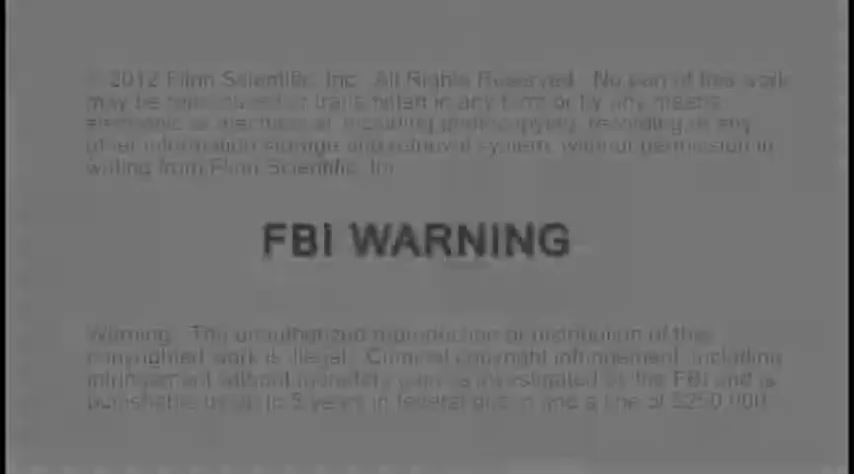 © 2012 Flinn Scientific, Inc. All Rights Reserved. No part of this work
may be reproduced or transmitted in any form or by any means,
electronic or mechanical, including photocopying, recording or any
other information storage and retrieval system, without permission in
writing from Flinn Scientific, Inc.
FBI WARNING
Warning: The unauthorized reproduction or distribution of this
copyrighted work is illegal. Criminal copyright infringement, including
infringement without monetary gain, is investigated by the FBI and is
punishable by up to 5 years in federal prison and a fine of $250,000.